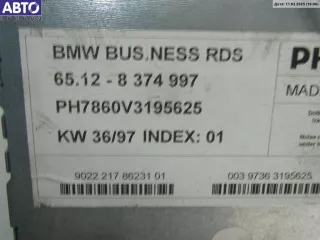 АВТО
BMW BUS.NESS RDS
65.12 - 8 374 997
PH7860V3195625
KW 36/97 INDEX: 01
9022 217 86231 01
003 9736 3195625
PH
MAD